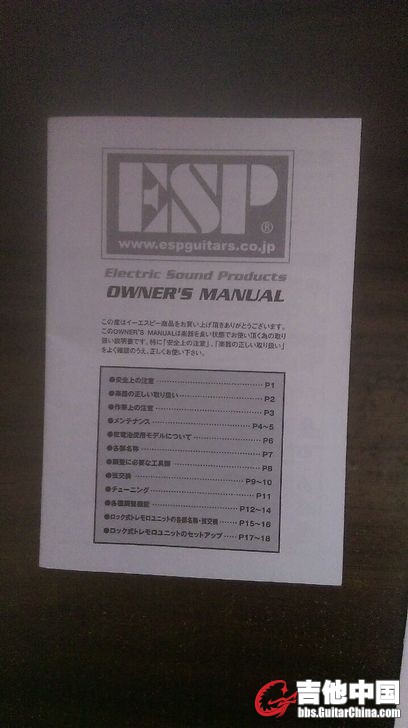 ESP®
www.espguitars.co.jp
Electric Sound Products
OWNER'S MANUAL
この度はイーエスピー商品をお買い上げ頂きありがとうございます。
このOWNER'S MANUALは楽器を良い状態でお使い頂く為の取り
扱い説明書です。特に「安全上の注意」、「楽器の正しい取り扱い」
をよく確認のうえ、正しくお使い下さい。
●安全上の注意 P1
●楽器の正しい取り扱い P2
●作業上の注意 P3
●メンテナンス P4~5
●乾電池使用モデルについて P6
●各部名称 P7
●調整に必要な工具類 P8
●弦交換 P9~10
●チューニング P11
●各種調整機能 P12~14
●ロック式トレモロユニットの各部名称・弦交換 P15~16
●ロック式トレモロユニットのセットアップ P17~18
吉他中国
bbs.GuitarChina.com